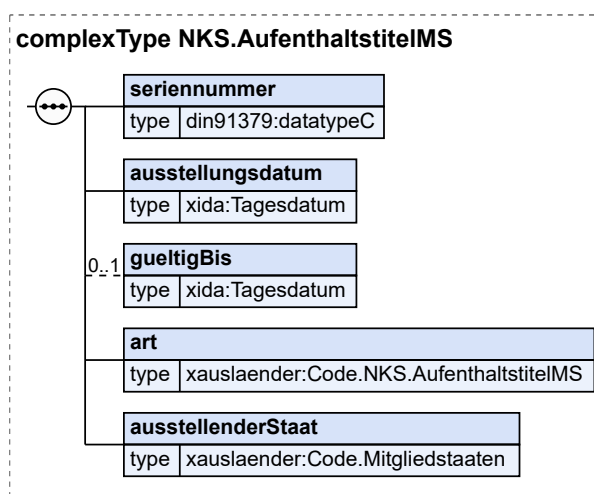 complexType NKS.AufenthaltstitelMS
seriennummer
type din91379:datatypeC
ausstellungsdatum
type xida:Tagesdatum
0..1
gueltigBis
type xida:Tagesdatum
art
type xauslaender:Code.NKS.AufenthaltstitelMS
ausstellenderStaat
type xauslaender:Code.Mitgliedstaaten